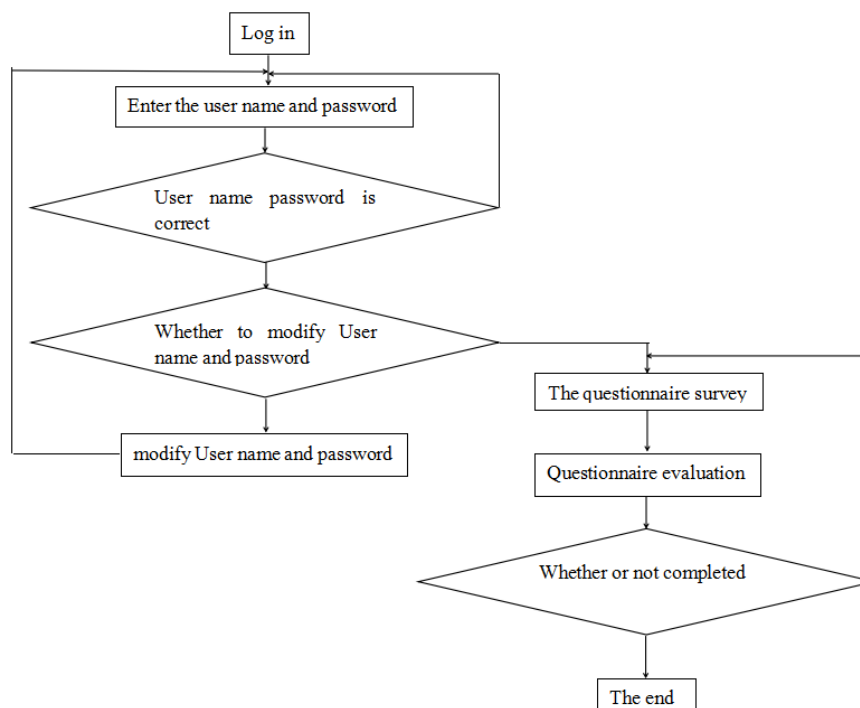 Log in
Enter the user name and password
User name password is
correct
Whether to modify User
name and password
The questionnaire survey
modify User name and password
Questionnaire evaluation
Whether or not completed
The end